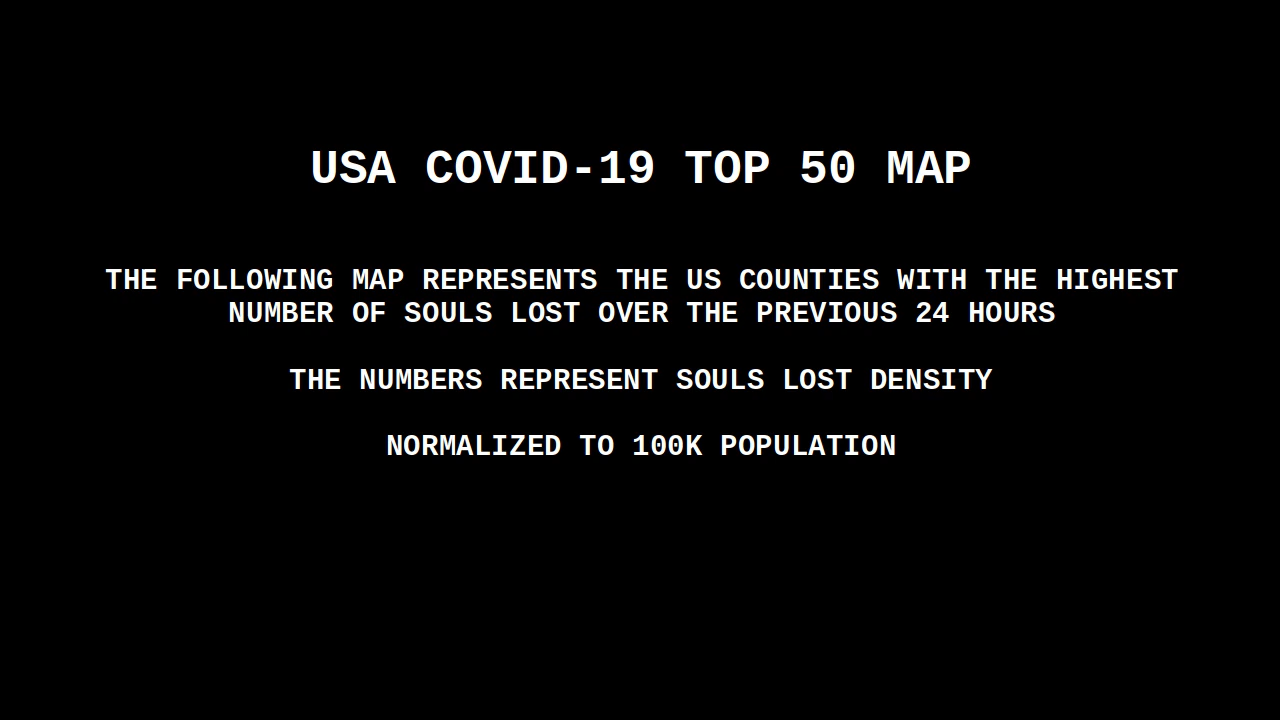 USA COVID-19 TOP 50 MAP
THE FOLLOWING MAP REPRESENTS THE US COUNTIES WITH THE HIGHEST
NUMBER OF SOULS LOST OVER THE PREVIOUS 24 HOURS
THE NUMBERS REPRESENT SOULS LOST DENSITY
NORMALIZED TO 100K POPULATION